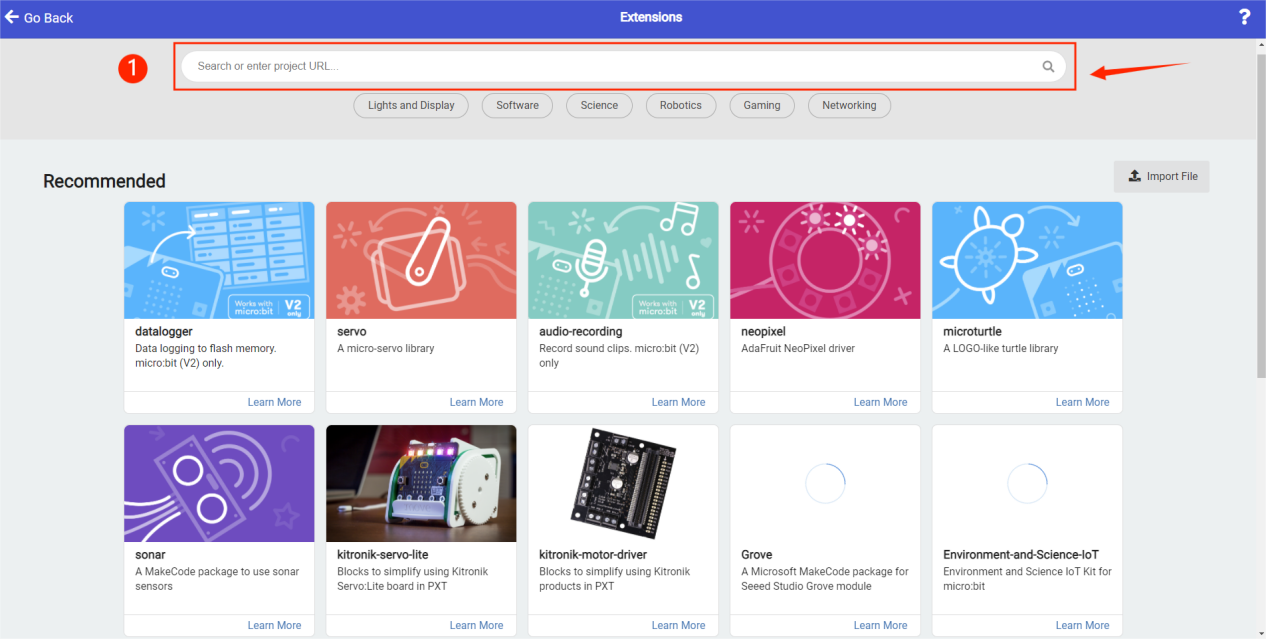 Go Back
Extensions
?
1
Search or enter project URL...
Lights and Display
Software
Science
Robotics
Gaming
Networking
Recommended
Import File
Works with
micro:bit
V2
only
Works with
micro:bit
V2
only
datalogger
Data logging to flash memory.
micro:bit (V2) only.
Learn More
servo
A micro-servo library
Learn More
audio-recording
Record sound clips. micro:bit (V2)
only
Learn More
neopixel
AdaFruit NeoPixel driver
Learn More
microturtle
A LOGO-like turtle library
Learn More
sonar
A MakeCode package to use sonar
sensors
Learn More
kitronik-servo-lite
Blocks to simplify using Kitronik
Servo:Lite board in PXT
Learn More
kitronik-motor-driver
Blocks to simplify using Kitronik
products in PXT
Learn More
Grove
A Microsoft MakeCode package for
Seeed Studio Grove module
Learn More
Environment-and-Science-IoT
Environment and Science IoT Kit for
micro:bit
Learn More